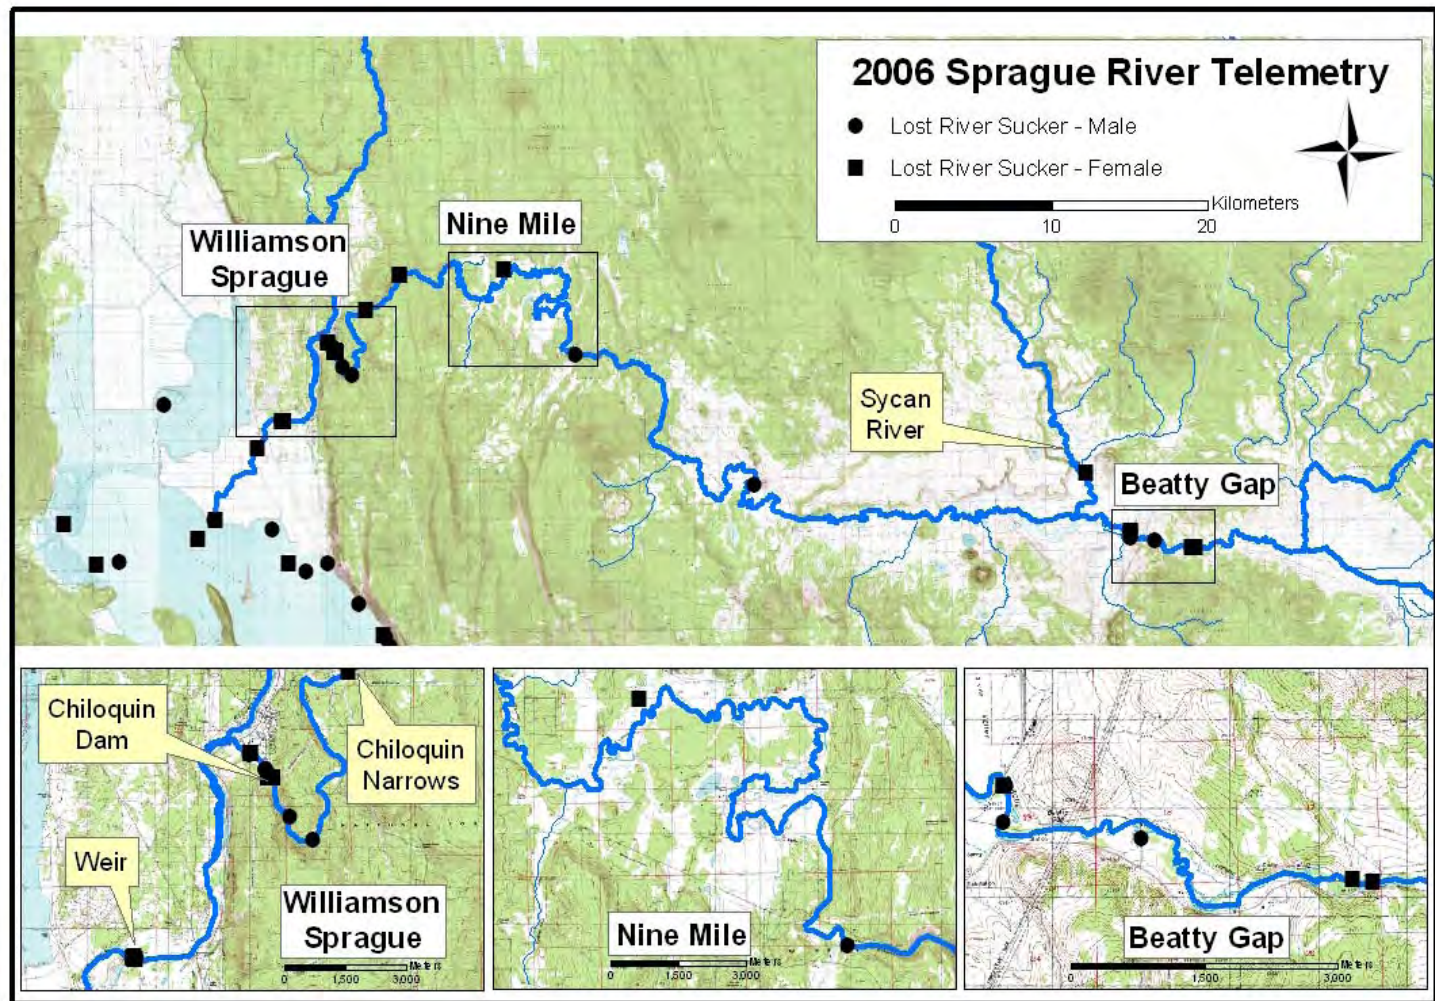 2006 Sprague River Telemetry
Lost River Sucker - Male
Lost River Sucker - Female
Kilometers
0 10 20
Nine Mile
Williamson
Sprague
Sycan
River
Beatty Gap
Chiloquin
Dam
Chiloquin
Narrows
Weir
Williamson
Sprague
Meters
0 1,500 3,000
Nine Mile
Meters
0 1,500 3,000
Beatty Gap
Meters
0 1,500 3,000